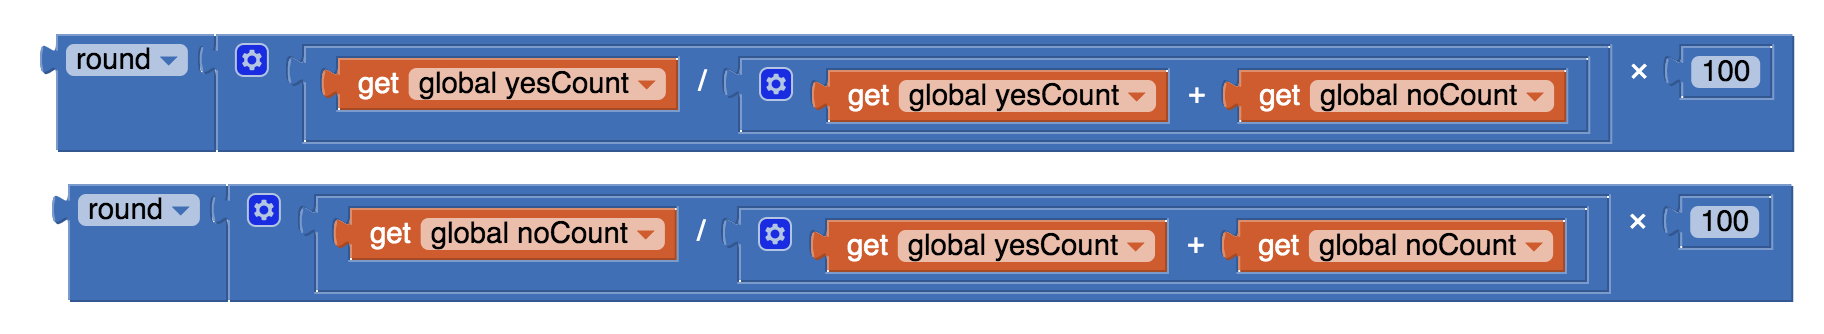 round get global yesCount / get global yesCount + get global noCount × 100
round get global noCount / get global yesCount + get global noCount × 100